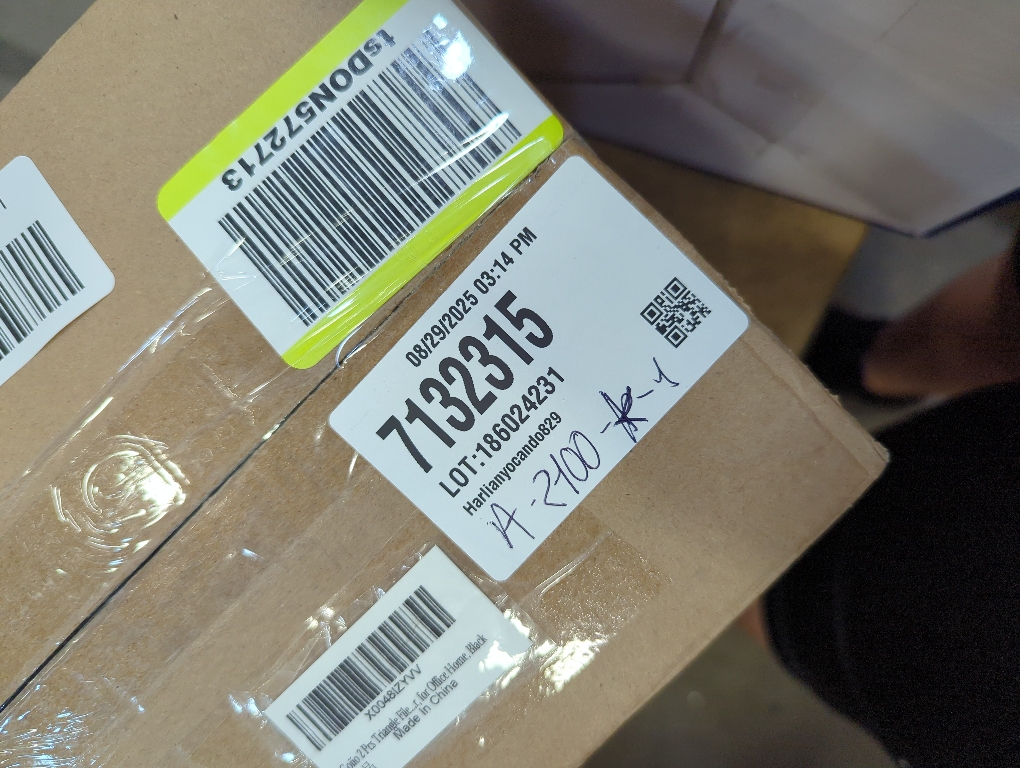 tsDON572713
08/29/2025 03:14 PM
7132315
LOT:186024231
Harlianyocando829
A-2100-
X0048IZYVV
2 Pcs Triangle File...r, for Office Home, Black
Made in China